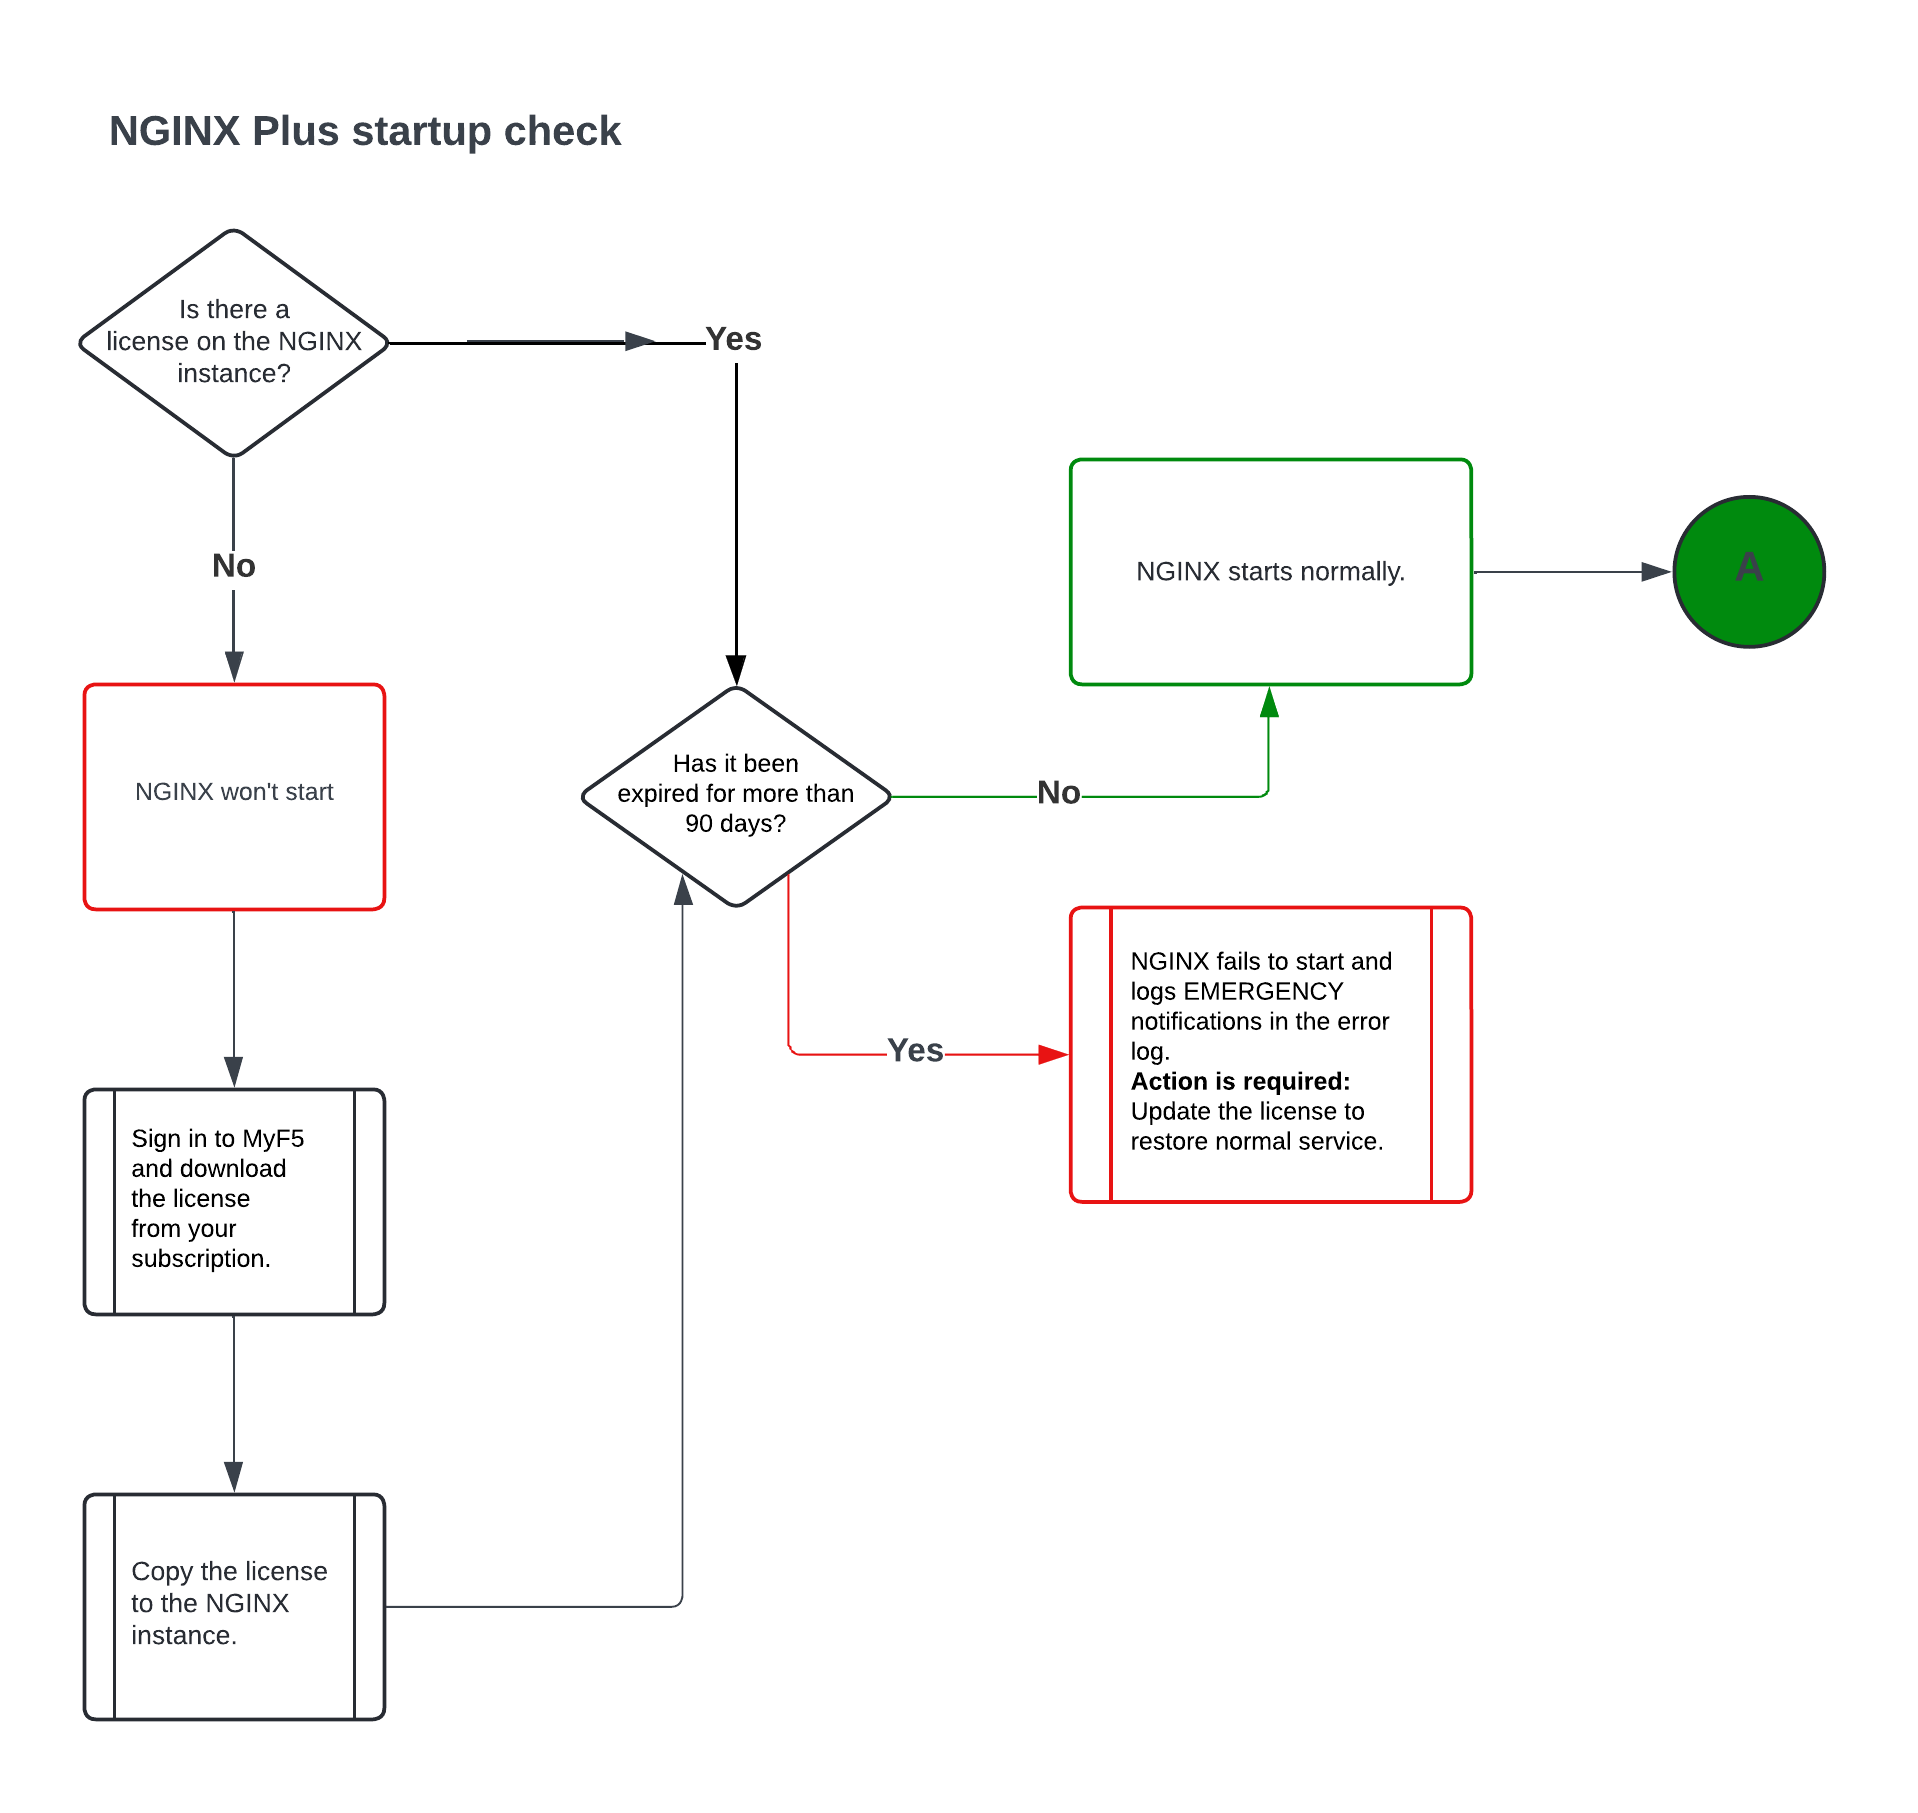 NGINX Plus startup check
Is there a
license on the NGINX
instance?
Yes
No
NGINX starts normally.
A
NGINX won't start
Has it been
expired for more than
90 days?
No
NGINX fails to start and
logs EMERGENCY
notifications in the error
log.
Action is required:
Update the license to
restore normal service.
Yes
Sign in to MyF5
and download
the license
from your
subscription.
Copy the license
to the NGINX
instance.